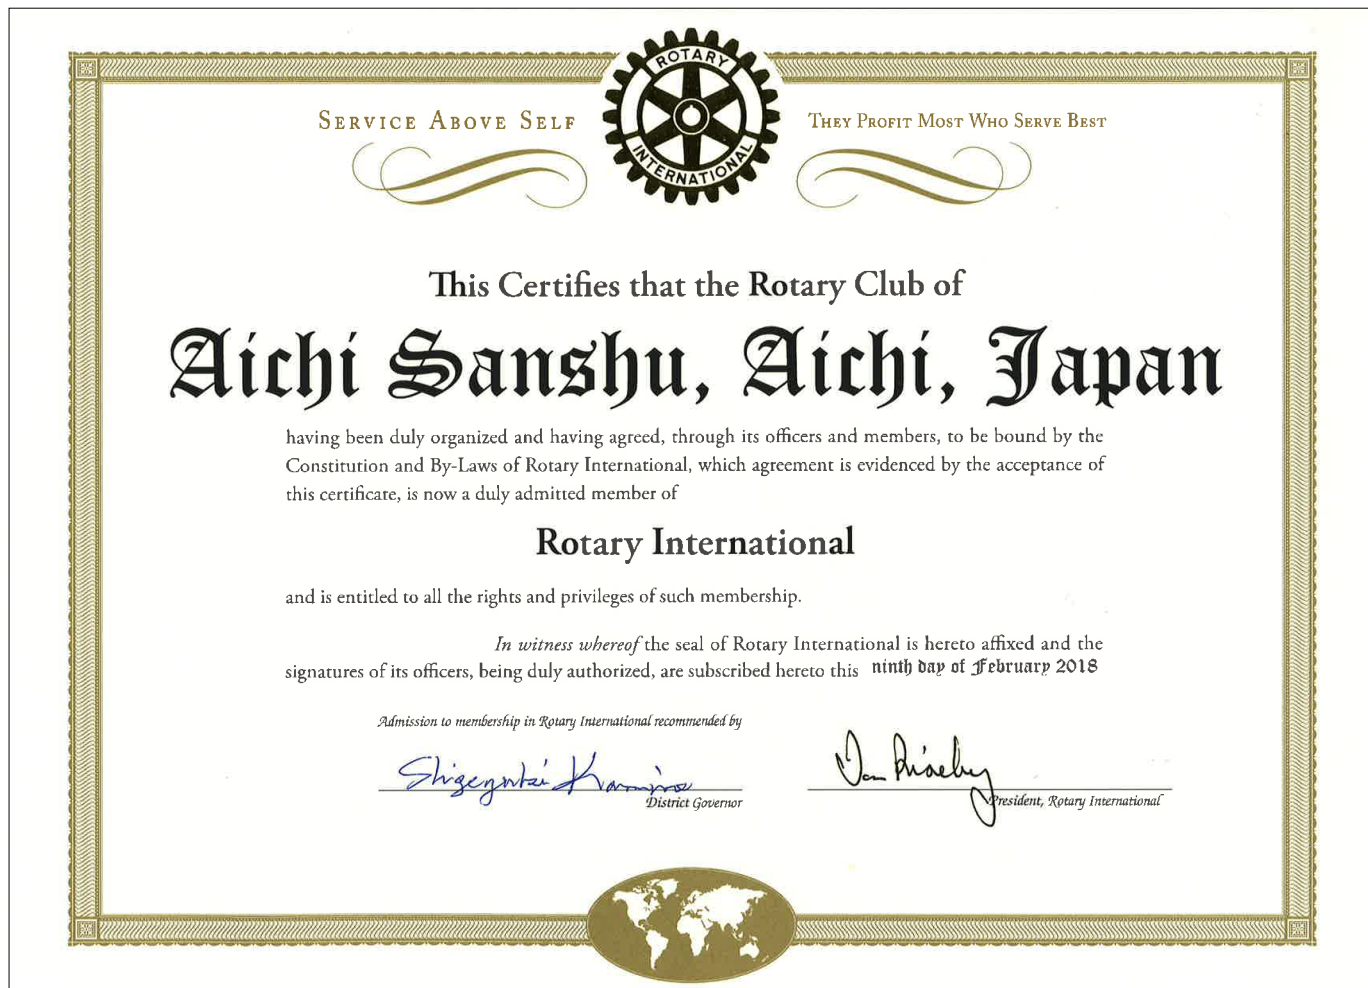 SERVICE ABOVE SELF
ROTARY
INTERNATIONAL
THEY PROFIT MOST WHO SERVE BEST
This Certifies that the Rotary Club of
Aichi Sanshu, Aichi, Japan
having been duly organized and having agreed, through its officers and members, to be bound by the
Constitution and By-Laws of Rotary International, which agreement is evidenced by the acceptance of
this certificate, is now a duly admitted member of
Rotary International
and is entitled to all the rights and privileges of such membership.
In witness whereof the seal of Rotary International is hereto affixed and the
signatures of its officers, being duly authorized, are subscribed hereto this ninth day of February 2018
Admission to membership in Rotary International recommended by
District Governor
President, Rotary International